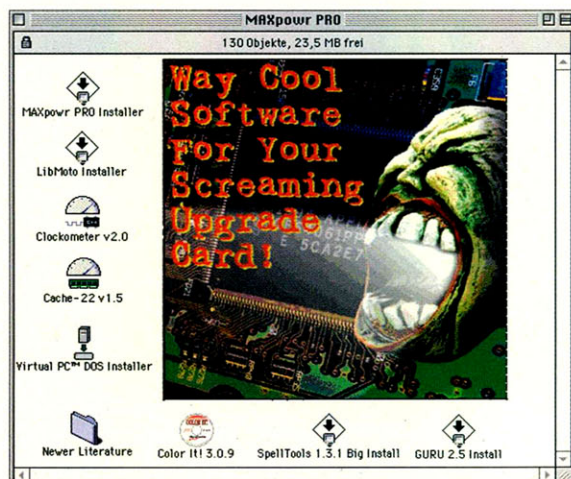 MAXpowr PRO
130 Objekte, 23,5 MB frei
MAXpowr PRO Installer
LibMoto Installer
Clockometer v2.0
Cache-22 v1.5
Virtual PC™ DOS Installer
Newer Literature
Way Cool
Software
For Your
Screaming
Upgrade
Card!
E 5CA2E7
Color It! 3.0.9
SpellTools 1.3.1 Big Install
GURU 2.5 Install